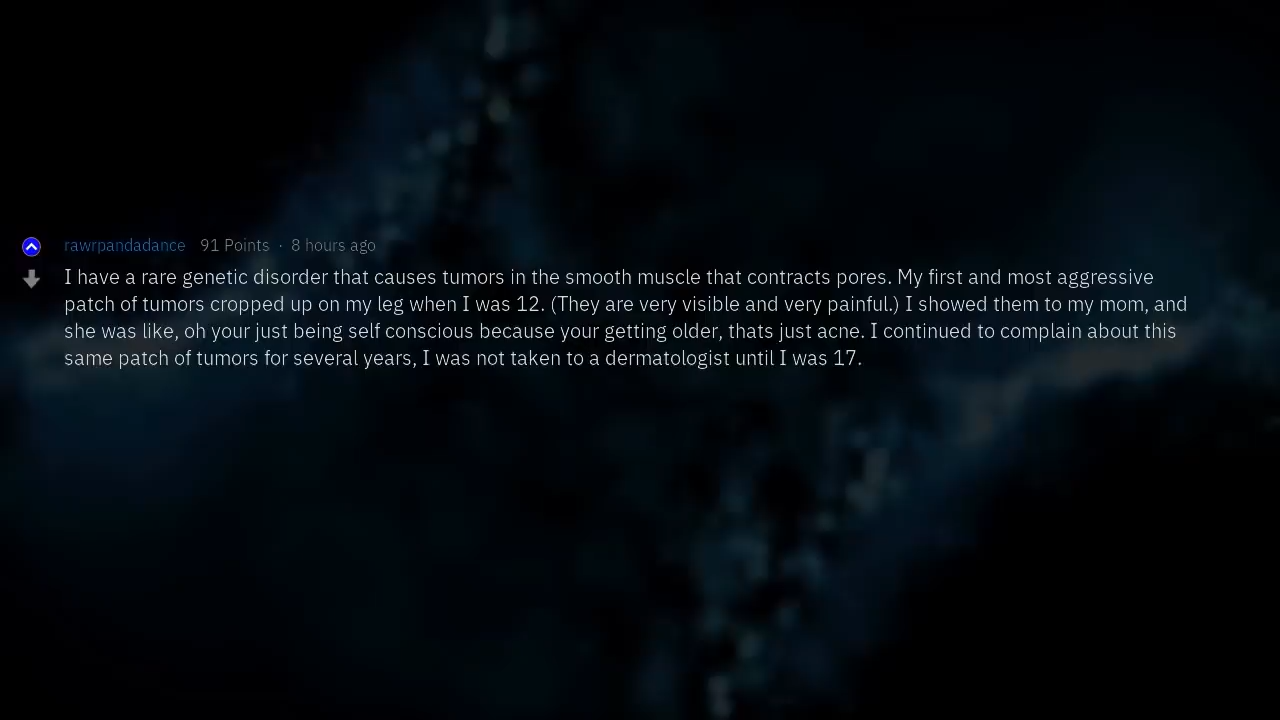 rawrpandadance 91 Points · 8 hours ago
I have a rare genetic disorder that causes tumors in the smooth muscle that contracts pores. My first and most aggressive
patch of tumors cropped up on my leg when I was 12. (They are very visible and very painful.) I showed them to my mom, and
she was like, oh your just being self conscious because your getting older, thats just acne. I continued to complain about this
same patch of tumors for several years, I was not taken to a dermatologist until I was 17.